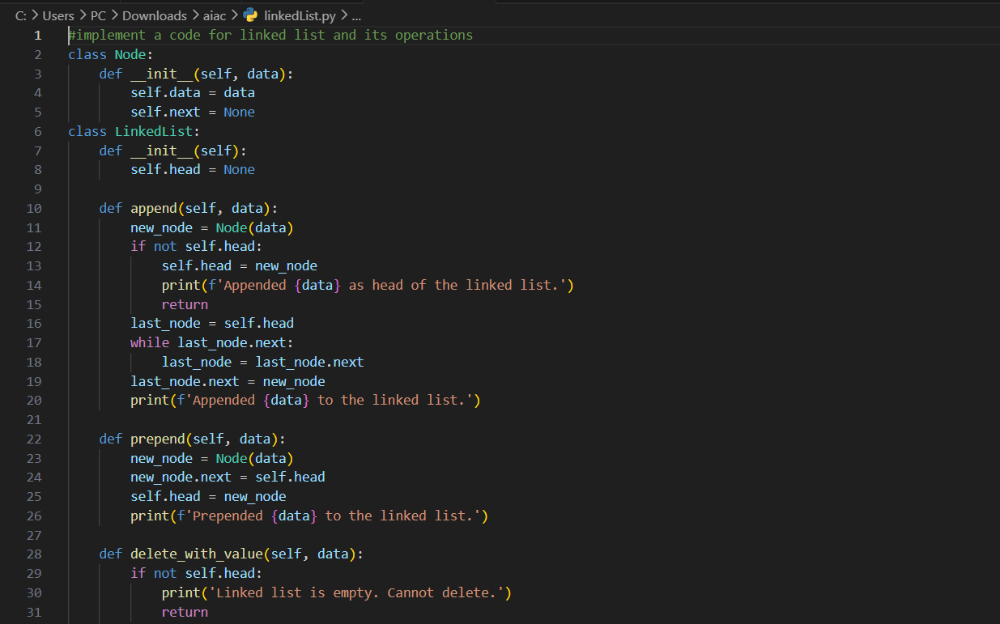 C: > Users > PC > Downloads > aiac > linkedList.py > ...
1 #implement a code for linked list and its operations
2 class Node:
3     def __init__(self, data):
4         self.data = data
5         self.next = None
6 class LinkedList:
7     def __init__(self):
8         self.head = None
9
10     def append(self, data):
11         new_node = Node(data)
12         if not self.head:
13             self.head = new_node
14             print(f'Appended {data} as head of the linked list.')
15             return
16         last_node = self.head
17         while last_node.next:
18             last_node = last_node.next
19         last_node.next = new_node
20         print(f'Appended {data} to the linked list.')
21
22     def prepend(self, data):
23         new_node = Node(data)
24         new_node.next = self.head
25         self.head = new_node
26         print(f'Prepended {data} to the linked list.')
27
28     def delete_with_value(self, data):
29         if not self.head:
30             print('Linked list is empty. Cannot delete.')
31             return